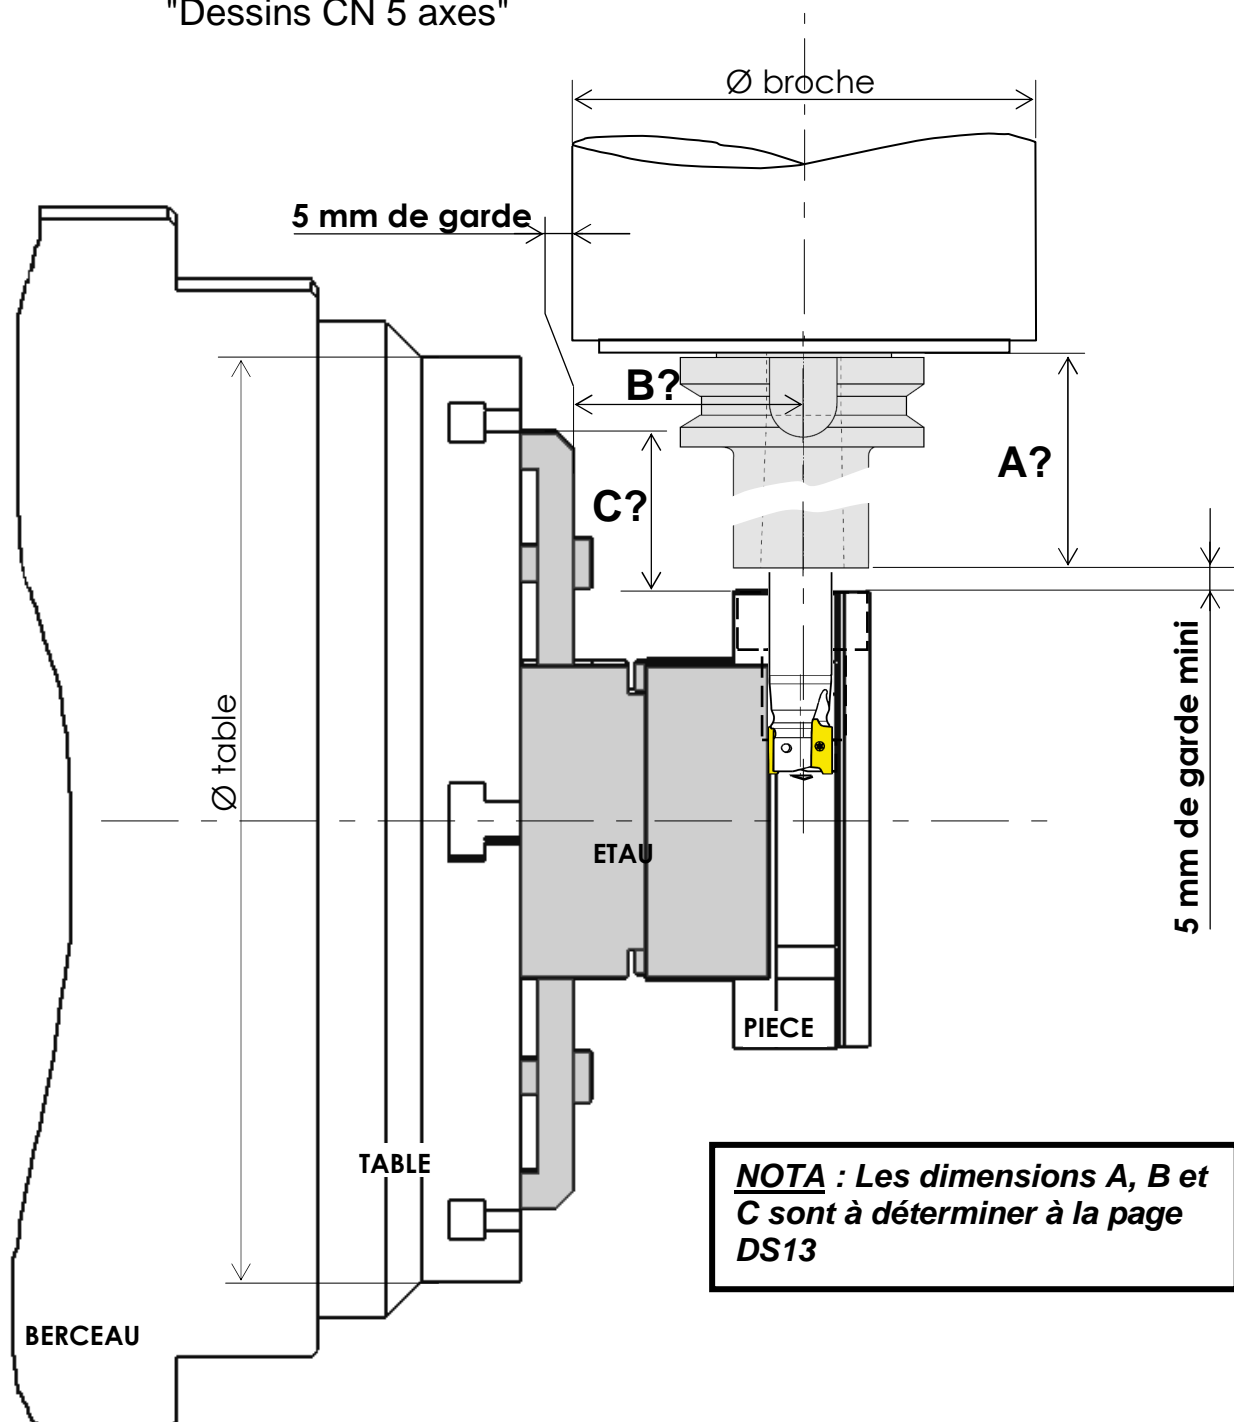 "Dessins CN 5 axes"
Ø broche
5 mm de garde
B?
A?
C?
5 mm de garde mini
Ø table
ETAU
PIECE
TABLE
NOTA : Les dimensions A, B et
C sont à déterminer à la page
DS13
BERCEAU